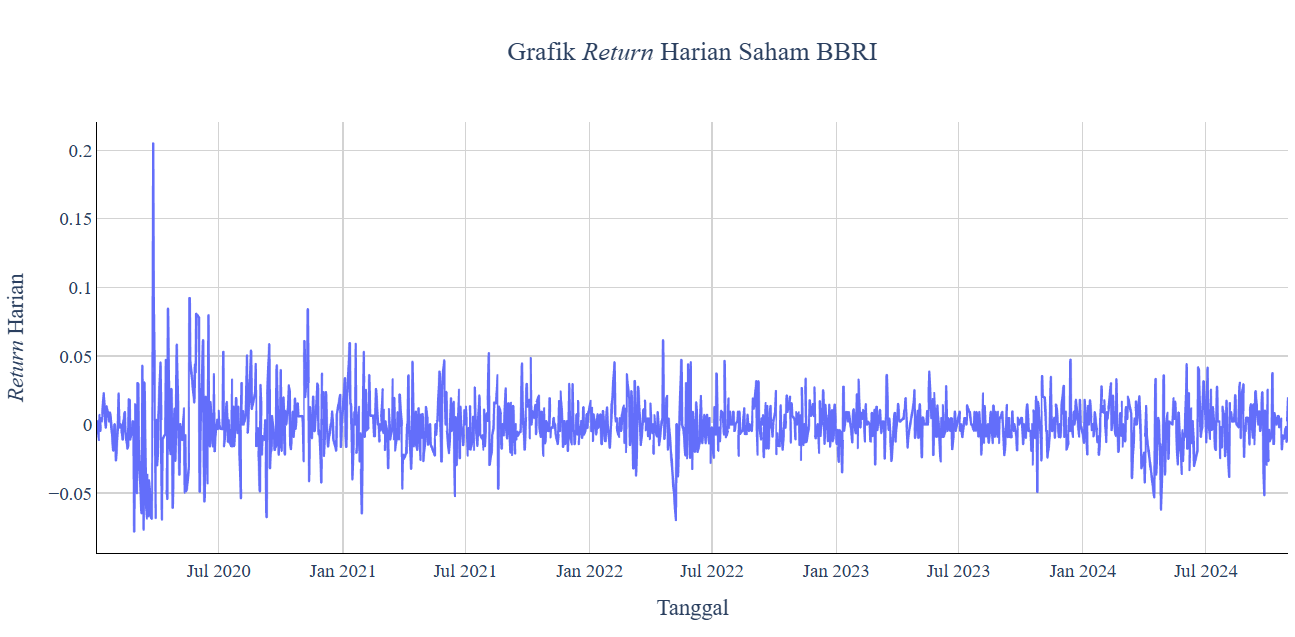 Grafik Return Harian Saham BBRI
Return Harian
0.2
0.15
0.1
0.05
0
−0.05
Jul 2020
Jan 2021
Jul 2021
Jan 2022
Jul 2022
Jan 2023
Jul 2023
Jan 2024
Jul 2024
Tanggal